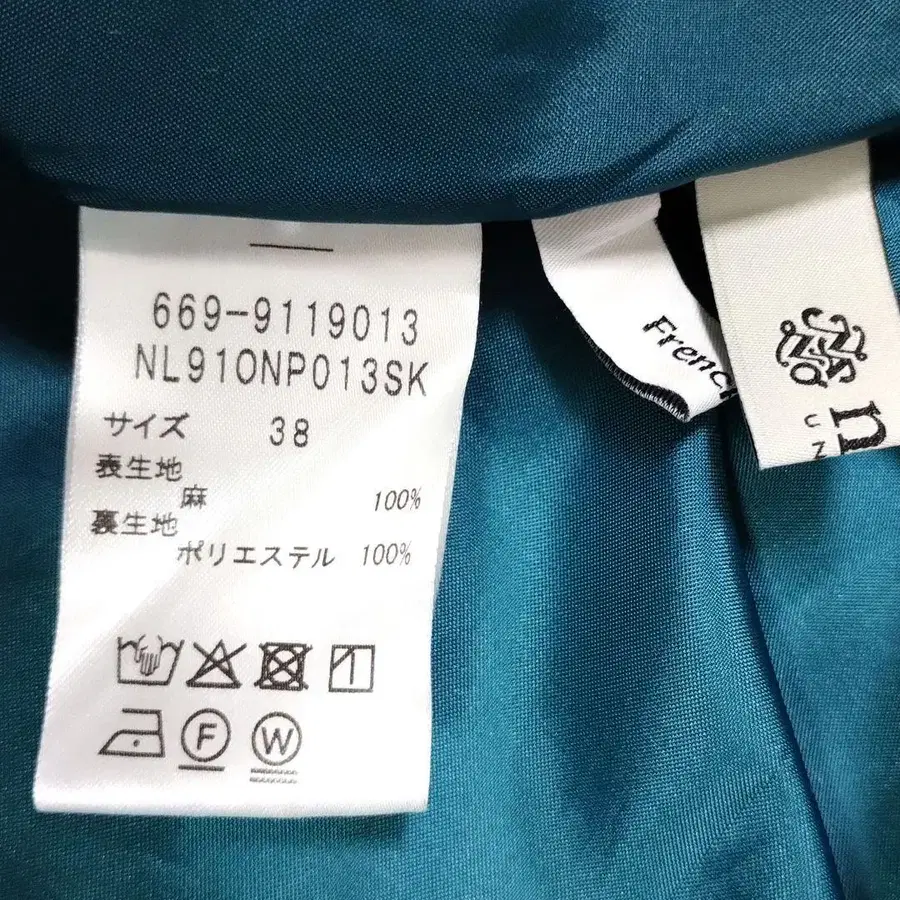 669-9119013
NL910NP013SK
サイズ 38
表生地
麻 100%
裏生地
ポリエステル 100%
F
W
n